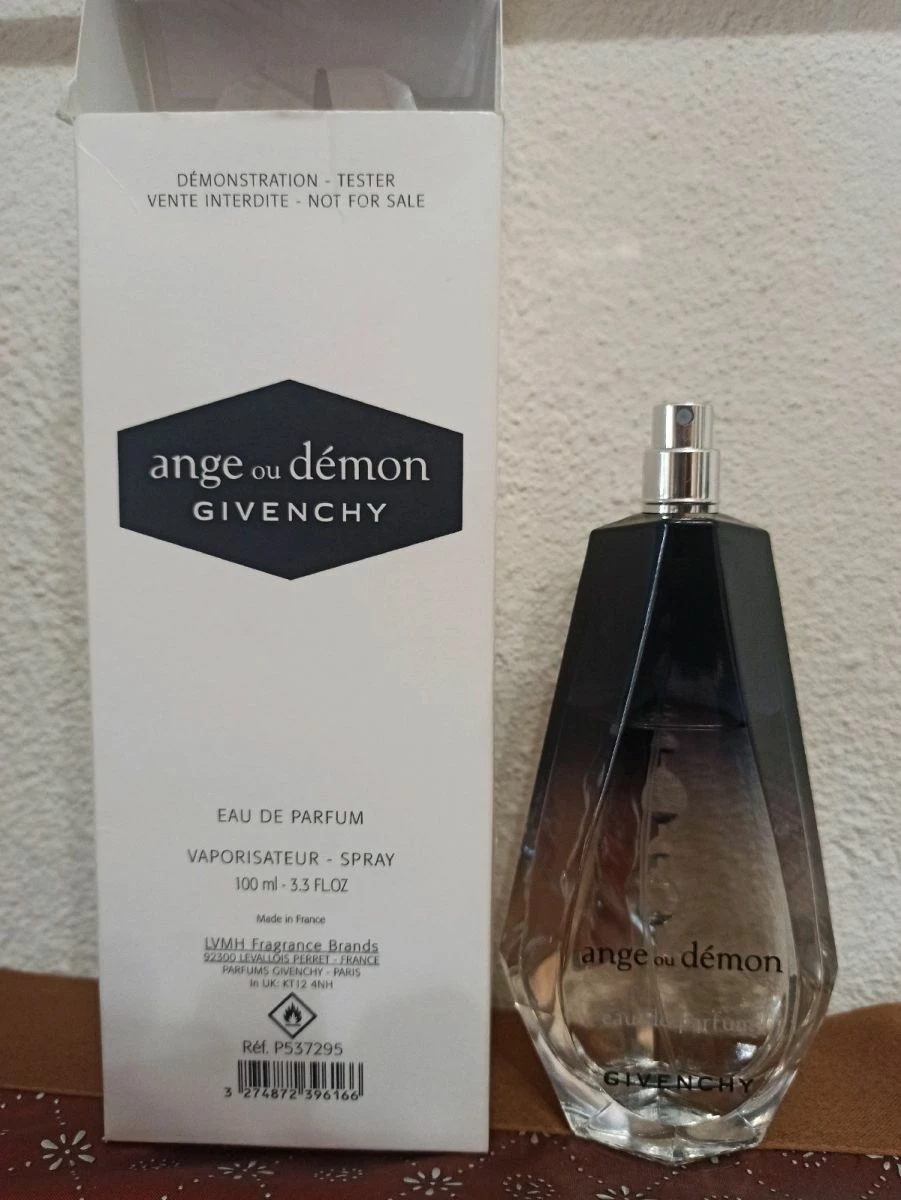 DÉMONSTRATION - TESTER
VENTE INTERDITE - NOT FOR SALE
ange ou démon
GIVENCHY
EAU DE PARFUM
VAPORISATEUR - SPRAY
100 ml - 3.3 FL.OZ
Made in France
LVMH Fragrance Brands
92300 LEVALLOIS PERRET - FRANCE
PARFUMS GIVENCHY - PARIS
In UK: KT12 4NH
Réf. P537295
3 274872 396166
ange ou démon
eau de parfum
GIVENCHY